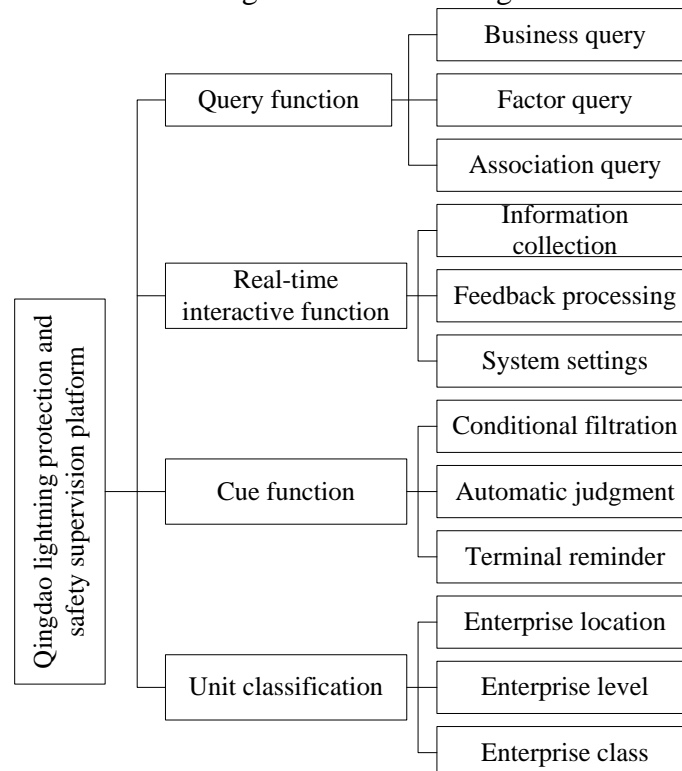 Business query
Query function
Factor query
Association query
Information
collection
Real-time
interactive function
Feedback processing
System settings
Qingdao lightning protection and
safety supervision platform
Conditional filtration
Cue function
Automatic judgment
Terminal reminder
Enterprise location
Unit classification
Enterprise level
Enterprise class